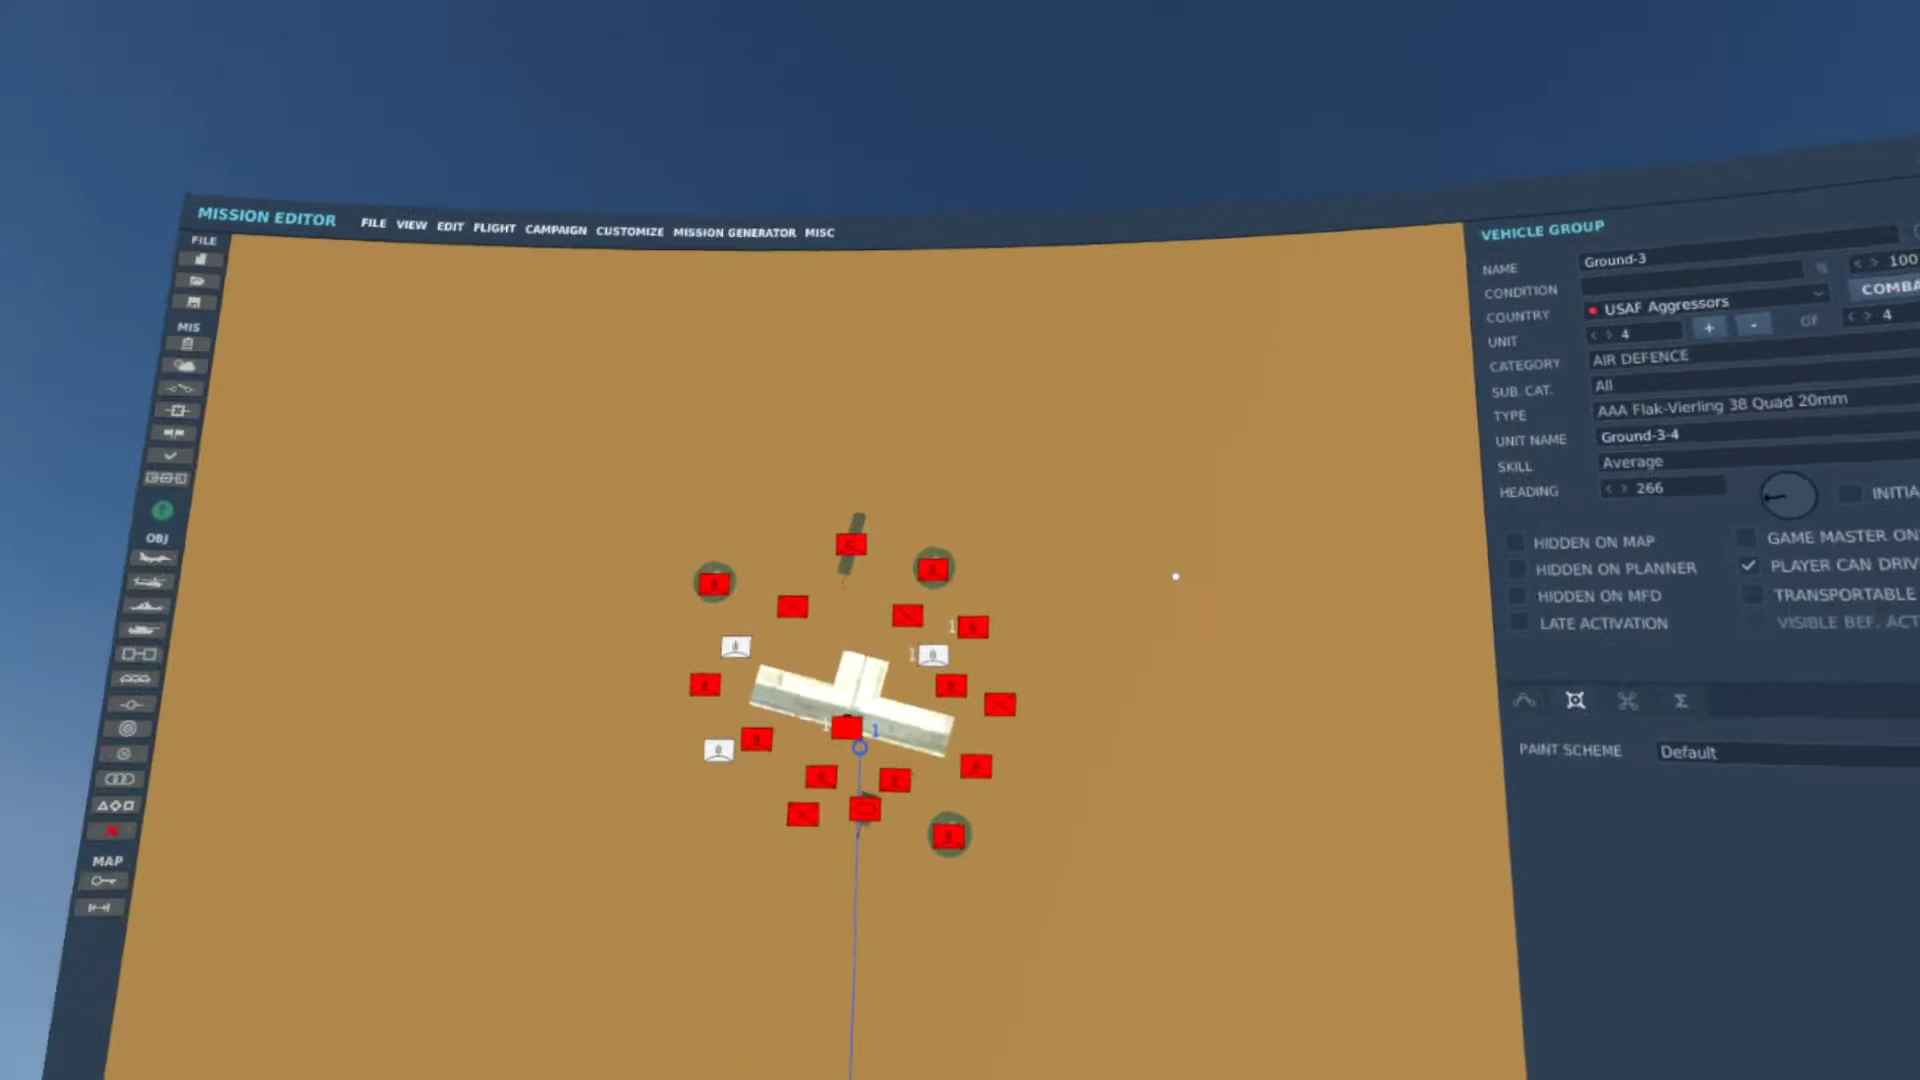 MISSION EDITOR
FILE VIEW EDIT FLIGHT CAMPAIGN CUSTOMIZE MISSION GENERATOR MISC
FILE
MIS
OBJ
MAP
1
1
1
1
VEHICLE GROUP
NAME Ground-3
CONDITION % < > 100
COUNTRY USAF Aggressors COMBA
UNIT < > 4 + - OF < > 4
CATEGORY AIR DEFENCE
SUB. CAT. All
TYPE AAA Flak-Vierling 38 Quad 20mm
UNIT NAME Ground-3-4
SKILL Average
HEADING < > 266 INITIA
HIDDEN ON MAP GAME MASTER ON
HIDDEN ON PLANNER PLAYER CAN DRIV
HIDDEN ON MFD TRANSPORTABLE
LATE ACTIVATION VISIBLE BEF. ACT
Σ
PAINT SCHEME Default